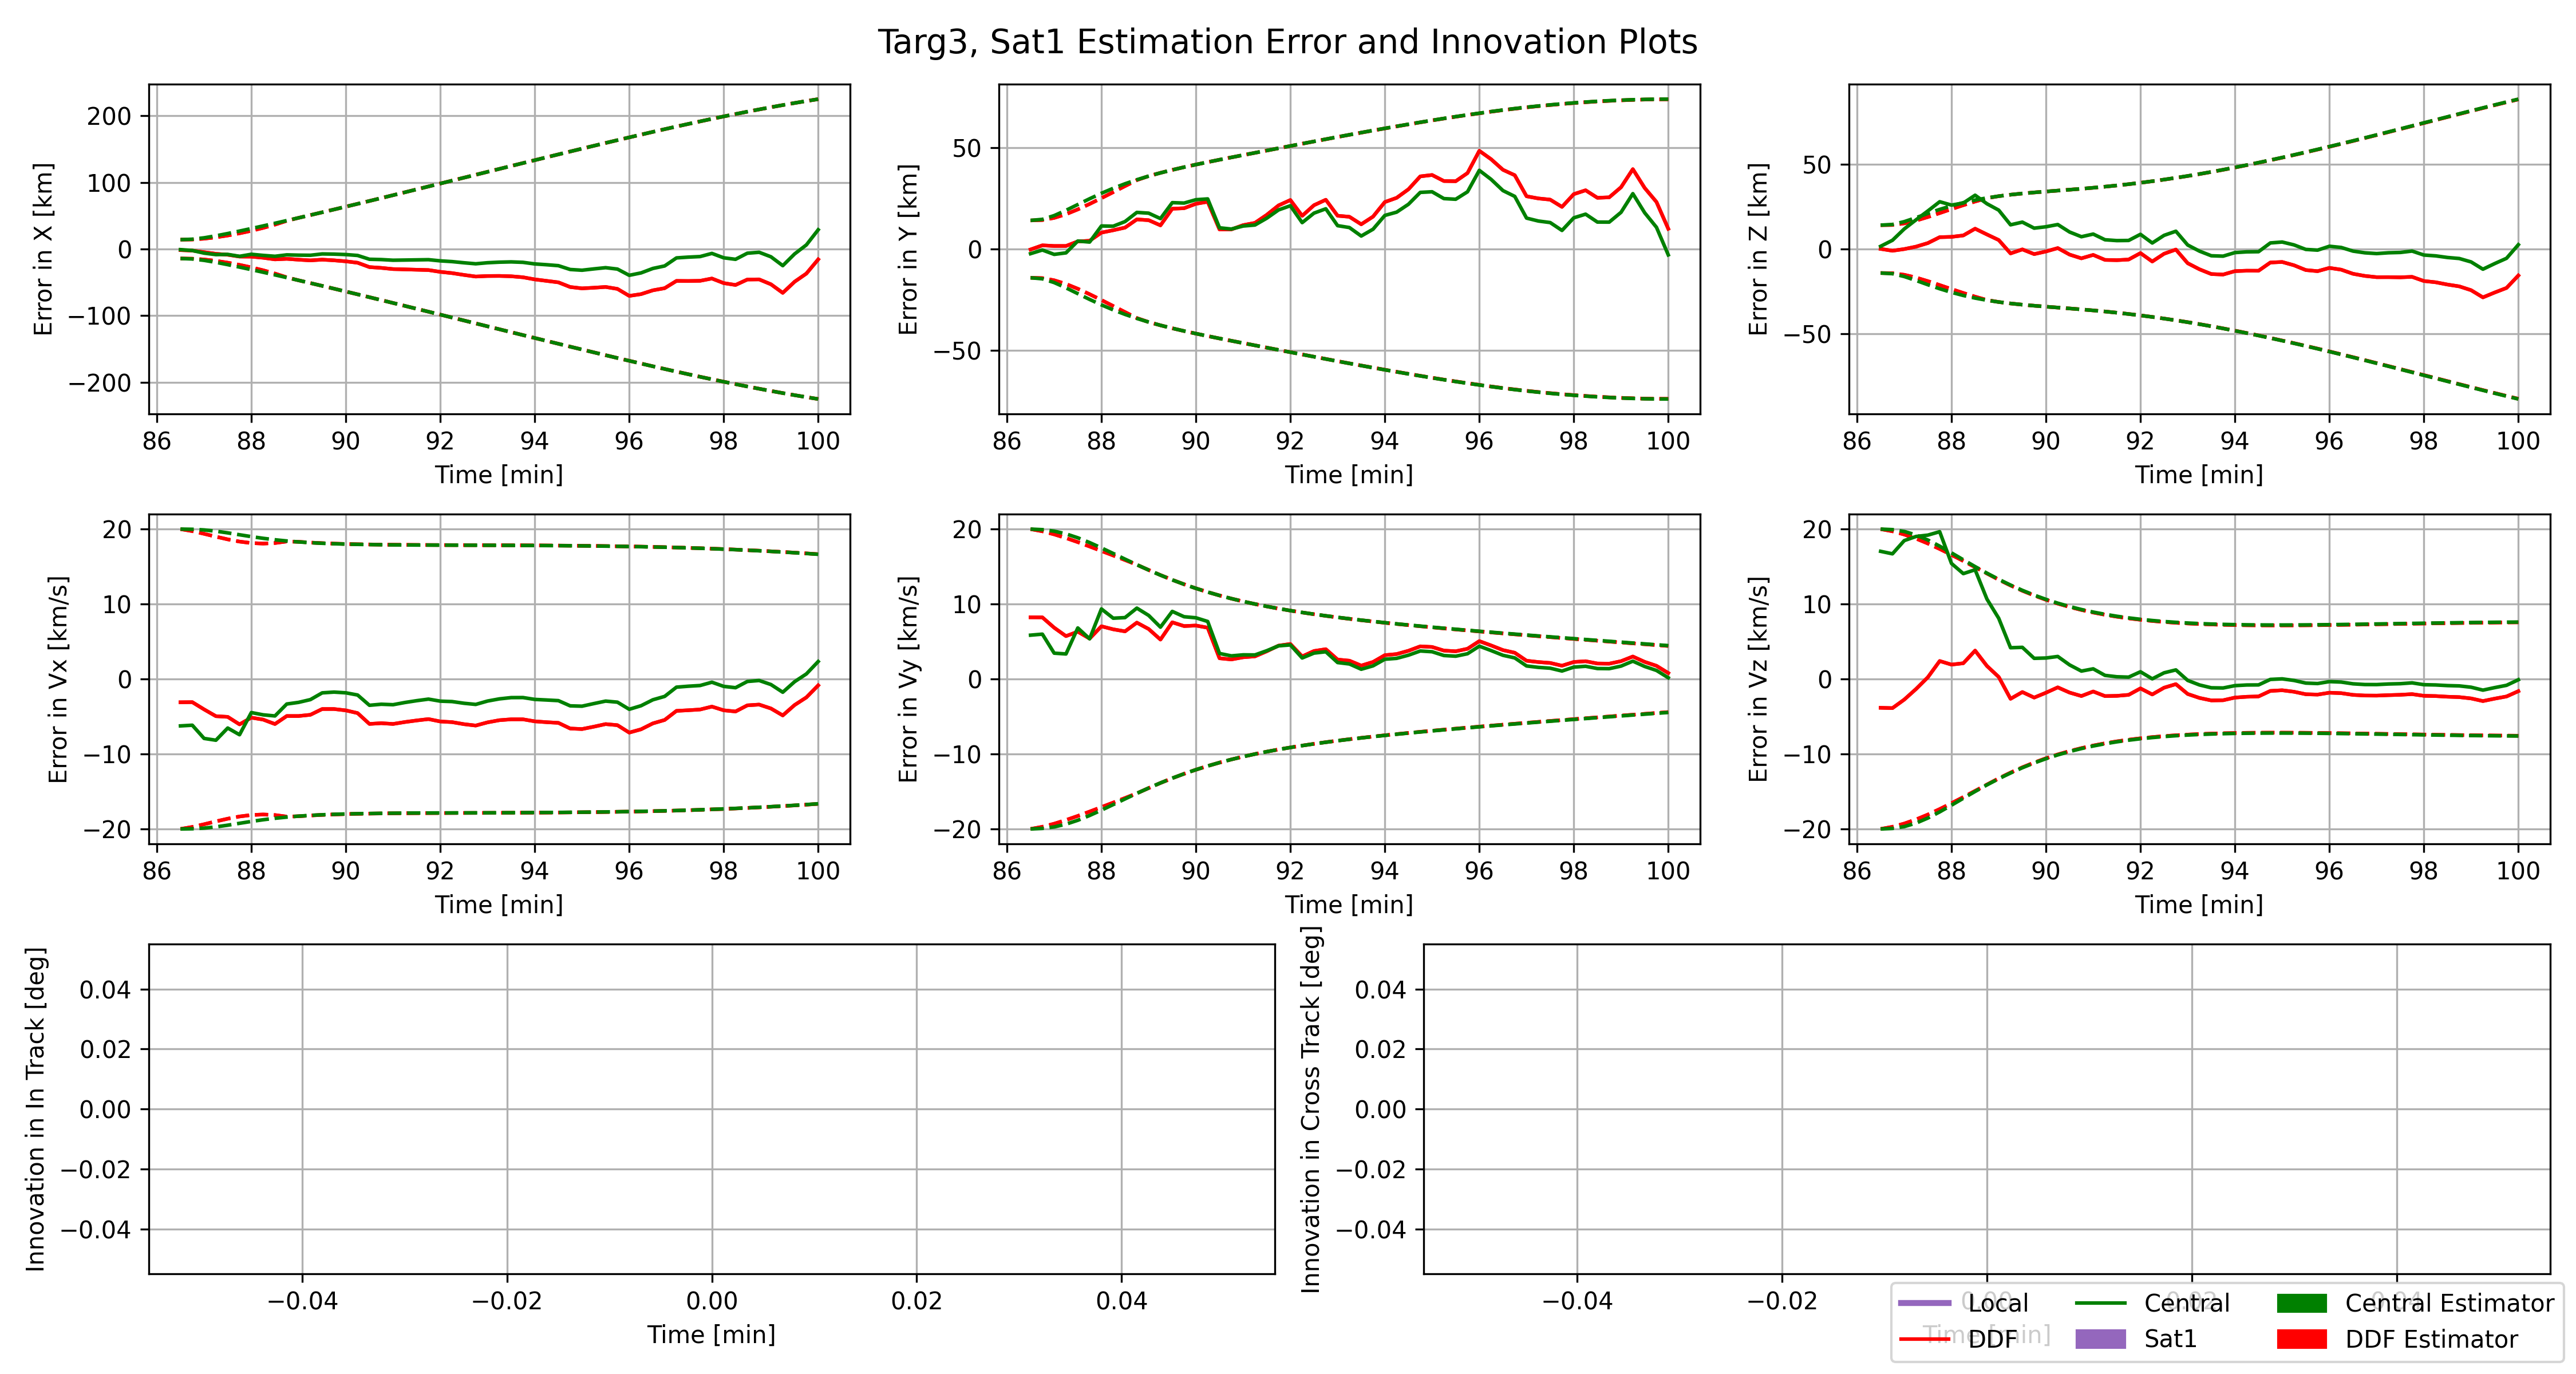 Targ3, Sat1 Estimation Error and Innovation Plots
Error in X [km]
200
100
0
−100
−200
86 88 90 92 94 96 98 100
Time [min]
Error in Y [km]
50
0
−50
86 88 90 92 94 96 98 100
Time [min]
Error in Z [km]
50
0
−50
86 88 90 92 94 96 98 100
Time [min]
Error in Vx [km/s]
20
10
0
−10
−20
86 88 90 92 94 96 98 100
Time [min]
Error in Vy [km/s]
20
10
0
−10
−20
86 88 90 92 94 96 98 100
Time [min]
Error in Vz [km/s]
20
10
0
−10
−20
86 88 90 92 94 96 98 100
Time [min]
Innovation in In Track [deg]
0.04
0.02
0.00
−0.02
−0.04
−0.04 −0.02 0.00 0.02 0.04
Time [min]
Innovation in Cross Track [deg]
0.04
0.02
0.00
−0.02
−0.04
−0.04 −0.02 0.00 0.02 0.04
Time [min]
Local
DDF
Central
Sat1
Central Estimator
DDF Estimator